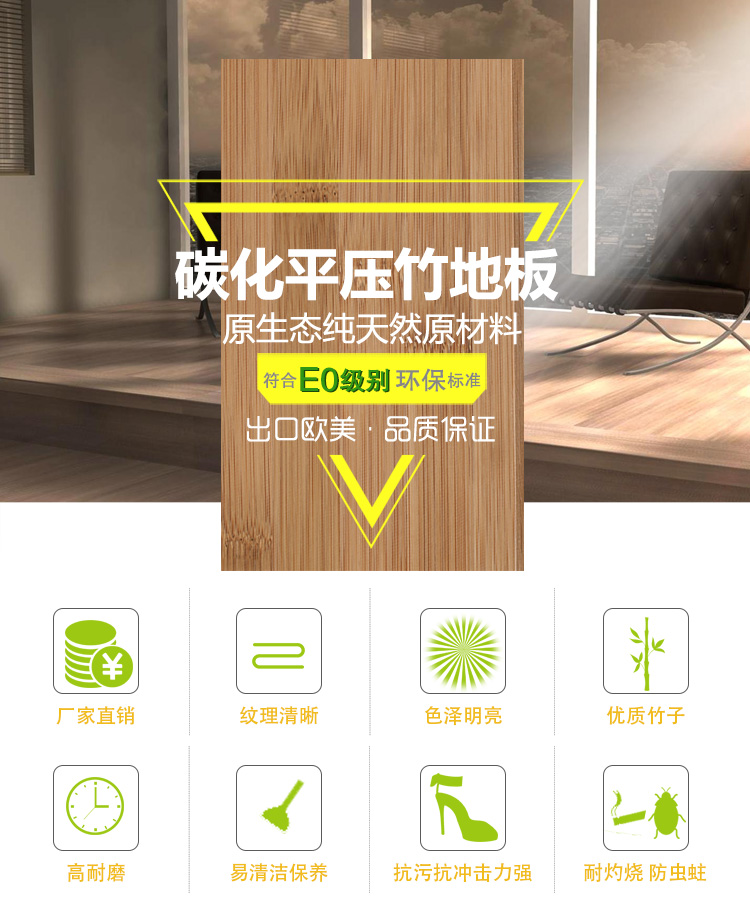 碳化平压竹地板
原生态纯天然原材料
符合E0级别 环保标准
出口欧美·品质保证
厂家直销
纹理清晰
色泽明亮
优质竹子
高耐磨
易清洁保养
抗污抗冲击力强
耐灼烧 防虫蛀